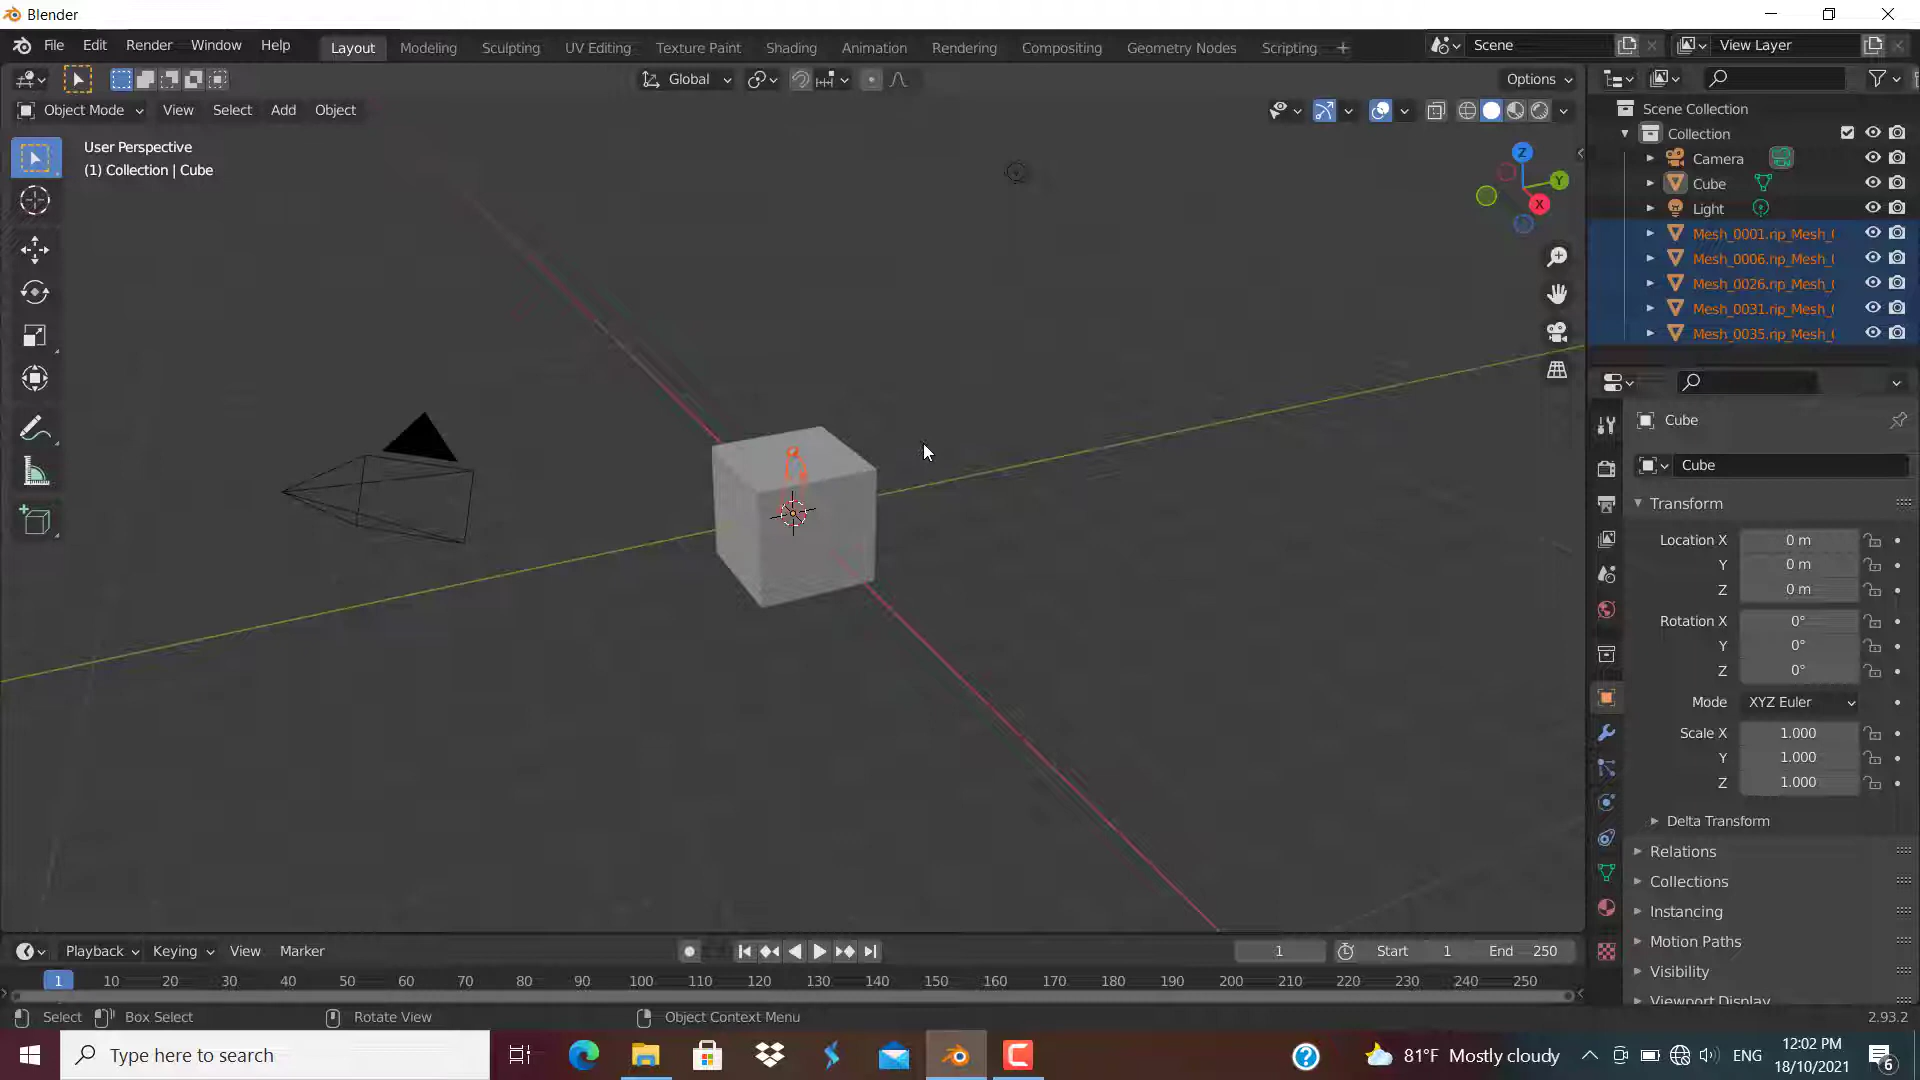 Blender
File Edit Render Window Help Layout Modeling Sculpting UV Editing Texture Paint Shading Animation Rendering Compositing Geometry Nodes Scripting + Scene View Layer
Global Options
Object Mode View Select Add Object
User Perspective
(1) Collection | Cube
Z
Y
X
Scene Collection
Collection
Camera
Cube
Light
Mesh_0001.rip_Mesh_
Mesh_0006.rip_Mesh_
Mesh_0026.rip_Mesh_
Mesh_0031.rip_Mesh_
Mesh_0035.rip_Mesh_
Cube
Cube
Transform
Location X 0 m
Y 0 m
Z 0 m
Rotation X 0°
Y 0°
Z 0°
Mode XYZ Euler
Scale X 1.000
Y 1.000
Z 1.000
Delta Transform
Relations
Collections
Instancing
Motion Paths
Visibility
Viewport Display
Playback Keying View Marker 1 Start 1 End 250
1 10 20 30 40 50 60 70 80 90 100 110 120 130 140 150 160 170 180 190 200 210 220 230 240 250
Select Box Select Rotate View Object Context Menu 2.93.2
Type here to search 81°F Mostly cloudy ENG 12:02 PM
18/10/2021 6